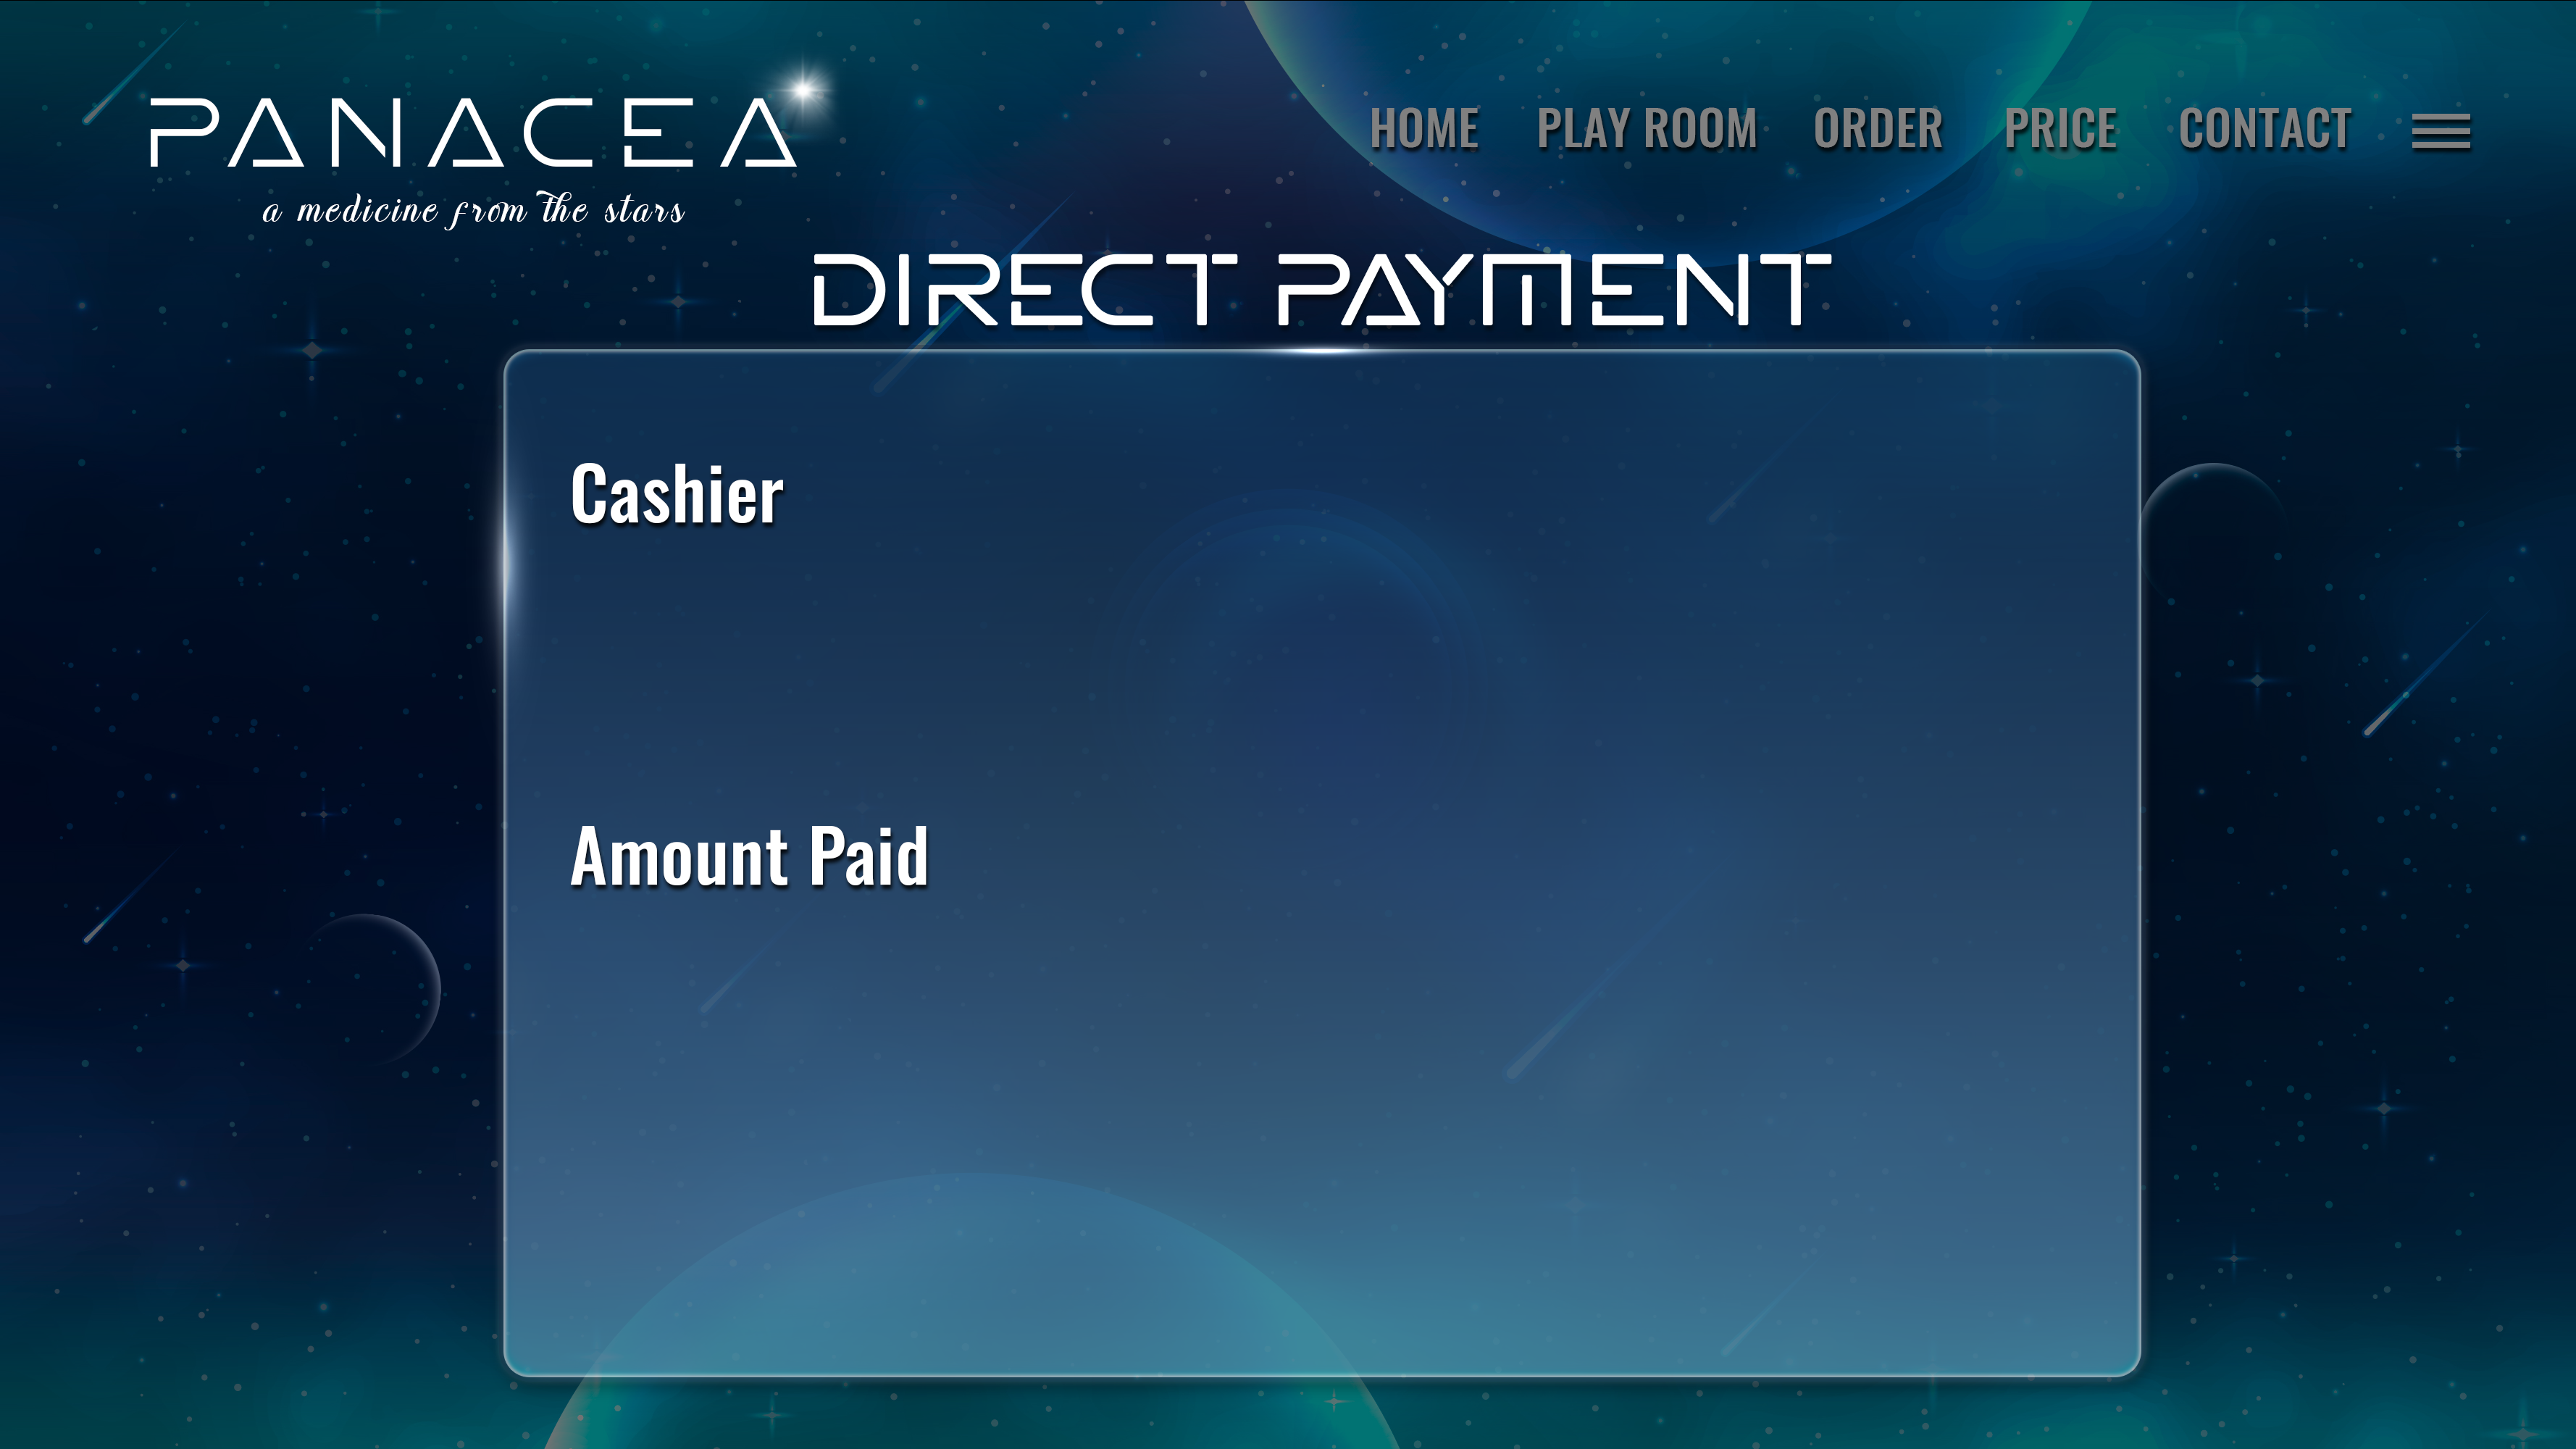 PANACEA
a medicine from the stars
HOME PLAY ROOM ORDER PRICE CONTACT
DIRECT PAYMENT
Cashier
Amount Paid